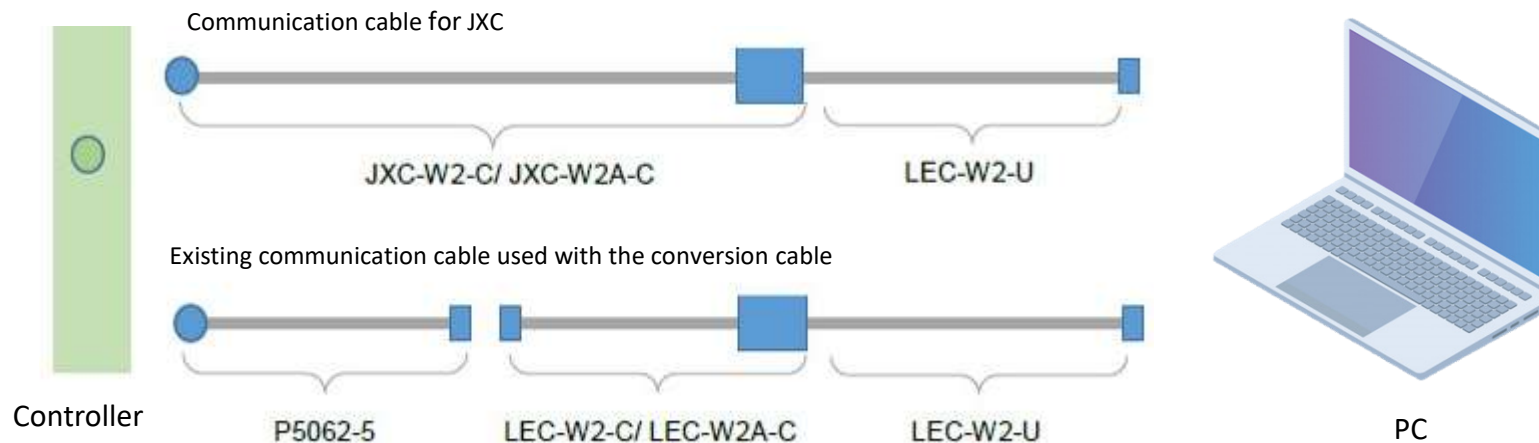 Communication cable for JXC
JXC-W2-C/ JXC-W2A-C
LEC-W2-U
Existing communication cable used with the conversion cable
Controller
P5062-5
LEC-W2-C/ LEC-W2A-C
LEC-W2-U
PC